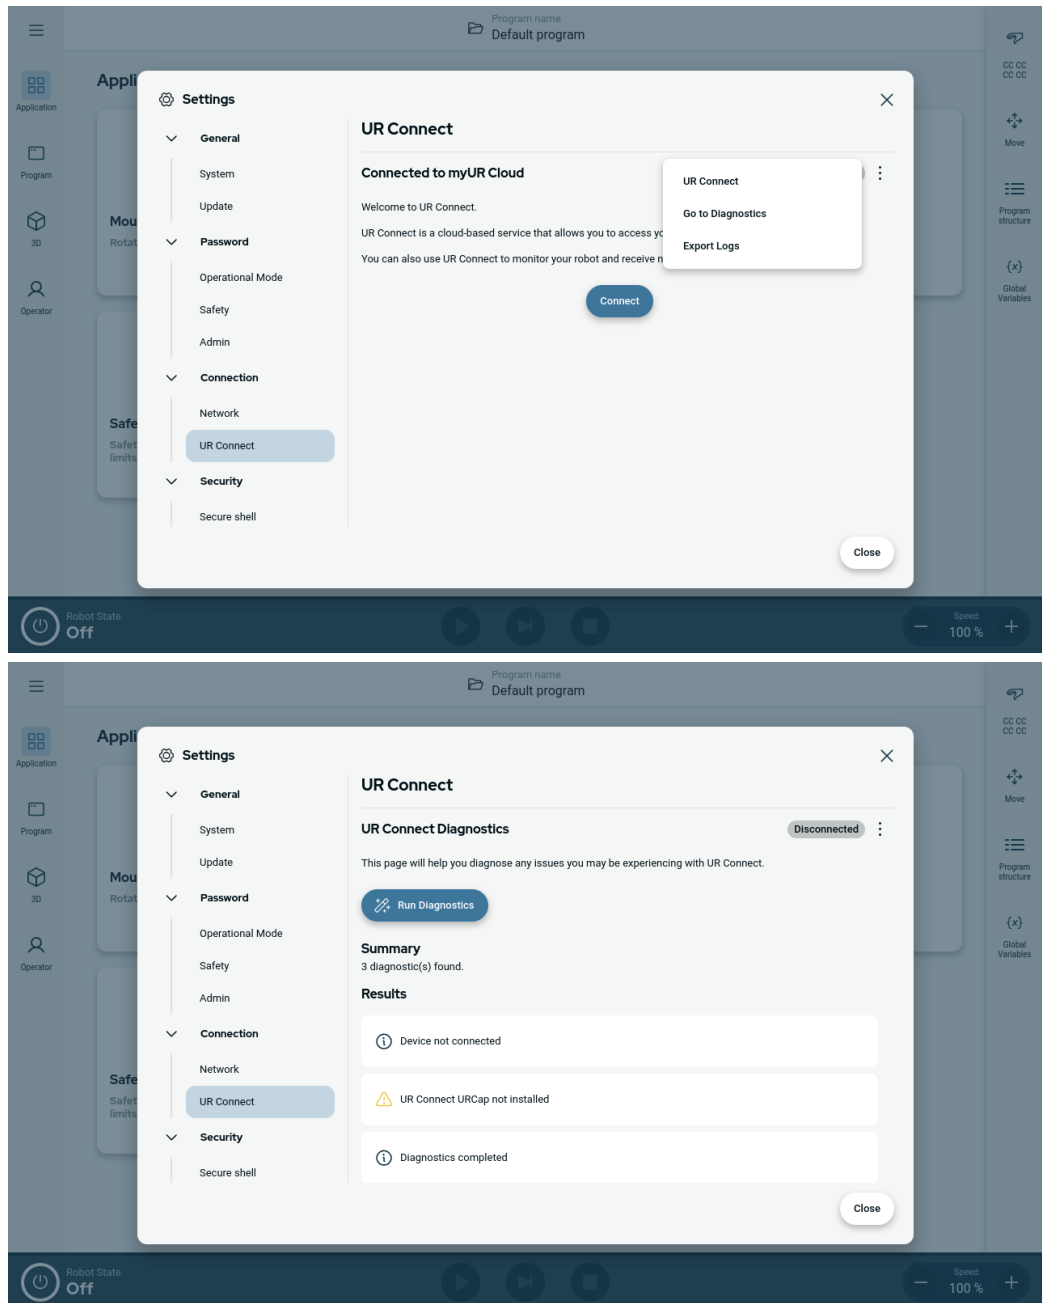 Program name
Default program
Application
Program
3D
Operator
Appli
Mou
Rotat
Safe
Safet
limits
Settings
General
System
Update
Password
Operational Mode
Safety
Admin
Connection
Network
UR Connect
Security
Secure shell
UR Connect
Connected to myUR Cloud
Welcome to UR Connect.
UR Connect is a cloud-based service that allows you to access yo
You can also use UR Connect to monitor your robot and receive n
UR Connect
Go to Diagnostics
Export Logs
Connect
Close
CC CC
CC CC
Move
Program
structure
{x}
Global
Variables
Robot State
Off
Speed
100 %
Program name
Default program
Application
Program
3D
Operator
Appli
Mou
Rotat
Safe
Safet
limits
Settings
General
System
Update
Password
Operational Mode
Safety
Admin
Connection
Network
UR Connect
Security
Secure shell
UR Connect
UR Connect Diagnostics
Disconnected
This page will help you diagnose any issues you may be experiencing with UR Connect.
Run Diagnostics
Summary
3 diagnostic(s) found.
Results
Device not connected
UR Connect URCap not installed
Diagnostics completed
Close
CC CC
CC CC
Move
Program
structure
{x}
Global
Variables
Robot State
Off
Speed
100 %